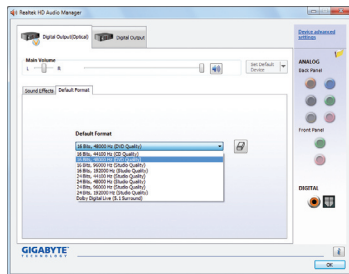 Realtek HD Audio Manager
Digital Output(Optical)
Digital Output
Device advanced
settings
Main Volume
L
R
Set Default
Device
ANALOG
Back Panel
Sound Effects
Default Format
Default Format
16 Bits, 48000 Hz (DVD Quality)
16 Bits, 44100 Hz (CD Quality)
16 Bits, 48000 Hz (DVD Quality)
16 Bits, 96000 Hz (Studio Quality)
16 Bits, 192000 Hz (Studio Quality)
24 Bits, 44100 Hz (Studio Quality)
24 Bits, 48000 Hz (Studio Quality)
24 Bits, 96000 Hz (Studio Quality)
24 Bits, 192000 Hz (Studio Quality)
Dolby Digital Live (5.1 Surround)
Front Panel
DIGITAL
GIGABYTE
TECHNOLOGY
OK